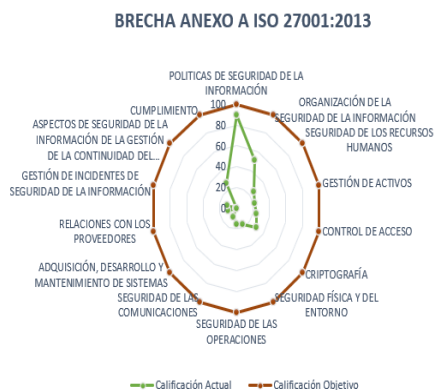 BRECHA ANEXO A ISO 27001:2013
POLITICAS DE SEGURIDAD DE LA
INFORMACIÓN
ORGANIZACIÓN DE LA
SEGURIDAD DE LA INFORMACIÓN
SEGURIDAD DE LOS RECURSOS
HUMANOS
GESTIÓN DE ACTIVOS
CONTROL DE ACCESO
CRIPTOGRAFÍA
SEGURIDAD FÍSICA Y DEL
ENTORNO
SEGURIDAD DE LAS
OPERACIONES
SEGURIDAD DE LAS
COMUNICACIONES
ADQUISICIÓN, DESARROLLO Y
MANTENIMIENTO DE SISTEMAS
RELACIONES CON LOS
PROVEEDORES
GESTIÓN DE INCIDENTES DE
SEGURIDAD DE LA INFORMACIÓN
ASPECTOS DE SEGURIDAD DE LA
INFORMACIÓN DE LA GESTIÓN
DE LA CONTINUIDAD DEL...
CUMPLIMIENTO
100
80
60
40
20
0
Calificación Actual
Calificación Objetivo